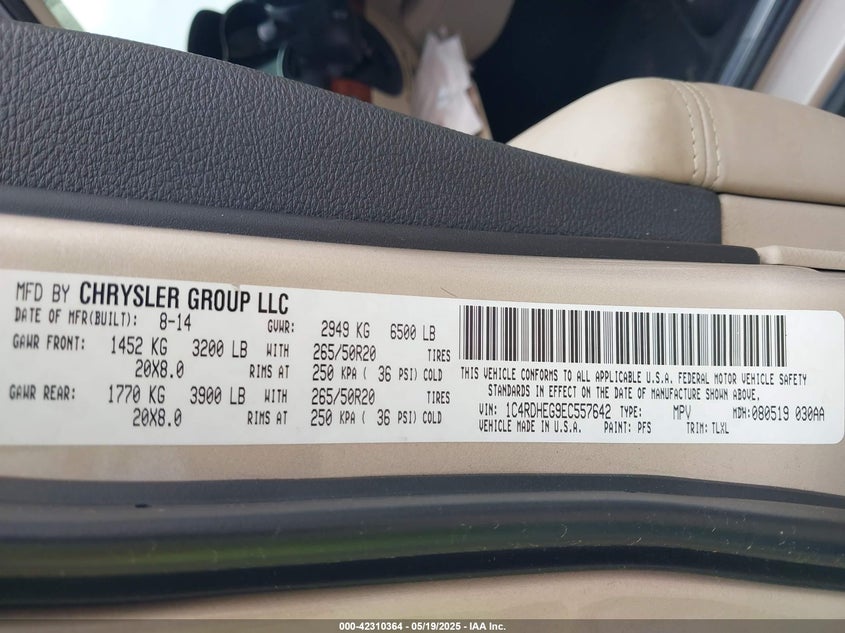 MFD BY CHRYSLER GROUP LLC
DATE OF MFR(BUILT): 8-14 GVWR: 2949 KG 6500 LB
GAWR FRONT: 1452 KG 3200 LB WITH 265/50R20 TIRES
20X8.0 RIMS AT 250 KPA ( 36 PSI) COLD
GAWR REAR: 1770 KG 3900 LB WITH 265/50R20 TIRES
20X8.0 RIMS AT 250 KPA ( 36 PSI) COLD
THIS VEHICLE CONFORMS TO ALL APPLICABLE U.S.A. FEDERAL MOTOR VEHICLE SAFETY
STANDARDS IN EFFECT ON THE DATE OF MANUFACTURE SHOWN ABOVE.
VIN: 1C4RDHEG9EC557642 TYPE: MPV MDH: 080519 030AA
VEHICLE MADE IN U.S.A. PAINT: PFS TRIM: TLXL
000-42310364 - 05/19/2025 - IAA Inc.